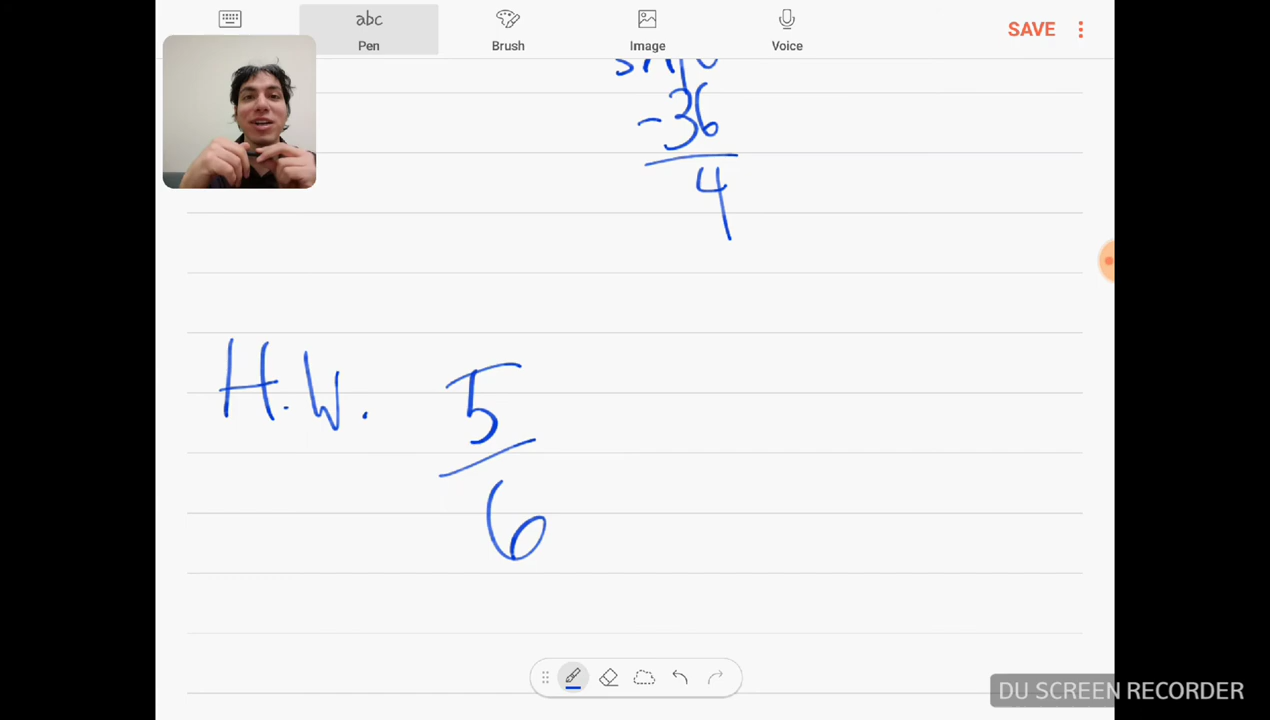 abc
Pen
Brush
Image
Voice
SAVE
-36
4
H.W. 5
6
DU SCREEN RECORDER